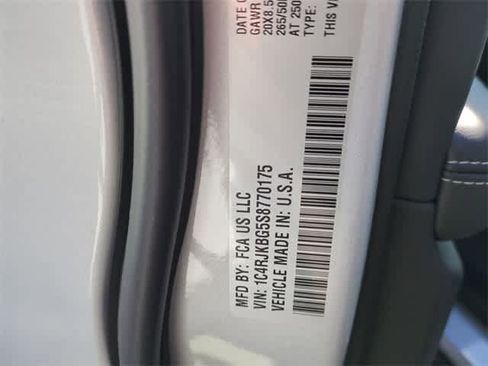 DATE O
GAWR
20X8.5
265/50
AT 250
TYPE:
THIS V
MFD BY: FCA US LLC
VIN: 1C4RJKBG5S8770175
VEHICLE MADE IN: U.S.A.